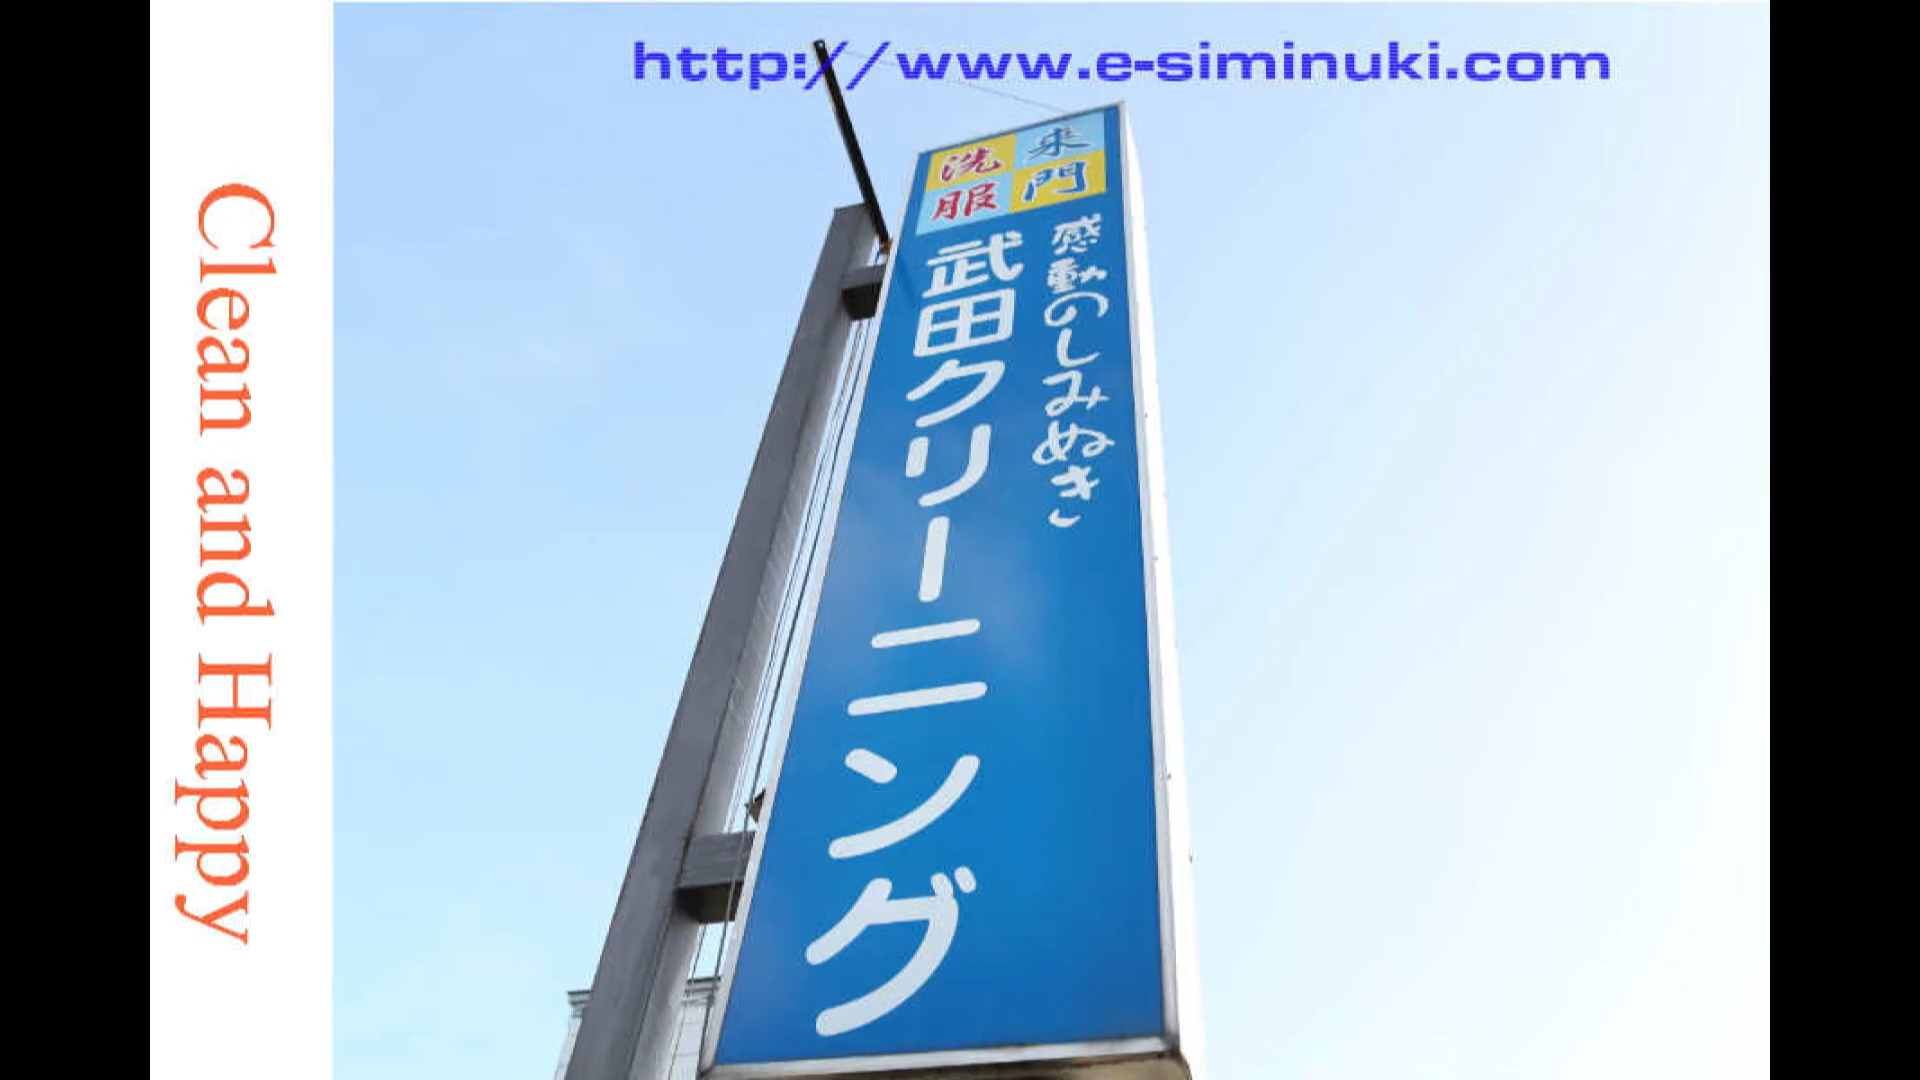 http://www.e-siminuki.com
Clean and Happy
来門
洗服
感動のしみぬき」
武田クリーニング